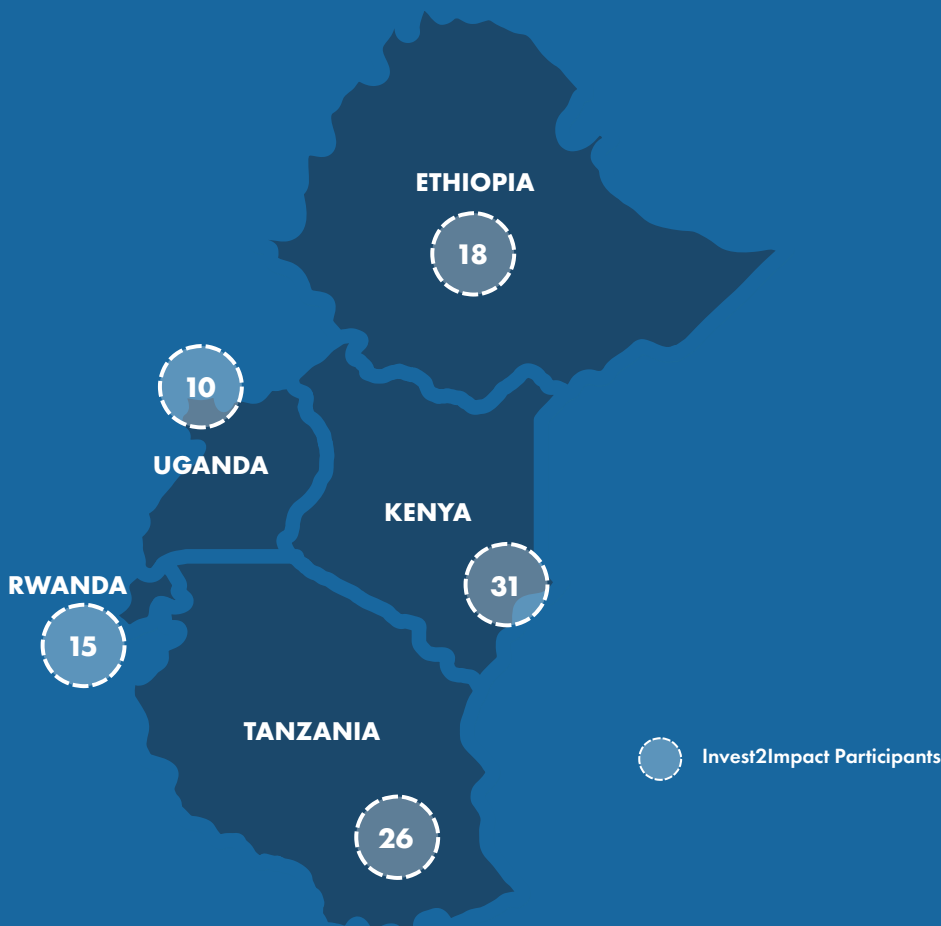 ETHIOPIA
18
10
UGANDA
KENYA
31
RWANDA
15
TANZANIA
Invest2Impact Participants
26